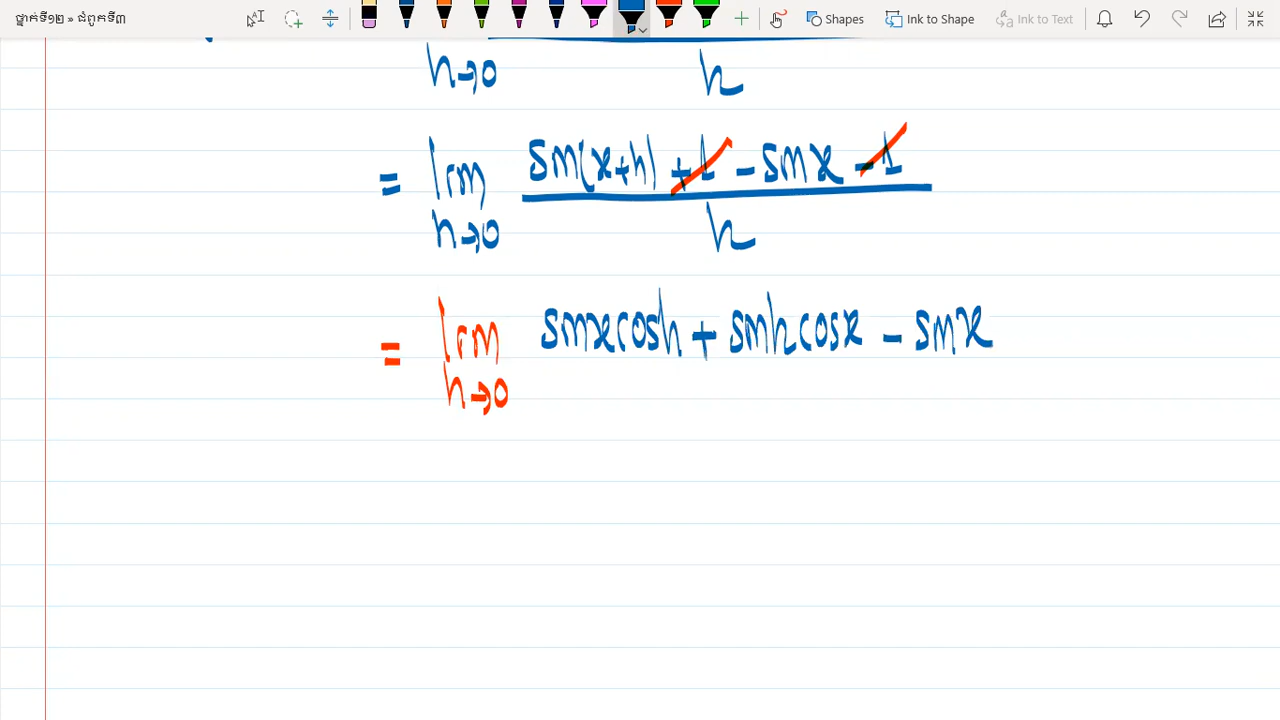 ថ្នាក់ទី១២ » ជំពូកទី៣
Shapes
Ink to Shape
Ink to Text
h→0 h
= lim sin(x+h) +1 - sinx -1
h→0 h
= lim sinxcosh + sinhcosx - sinx
h→0